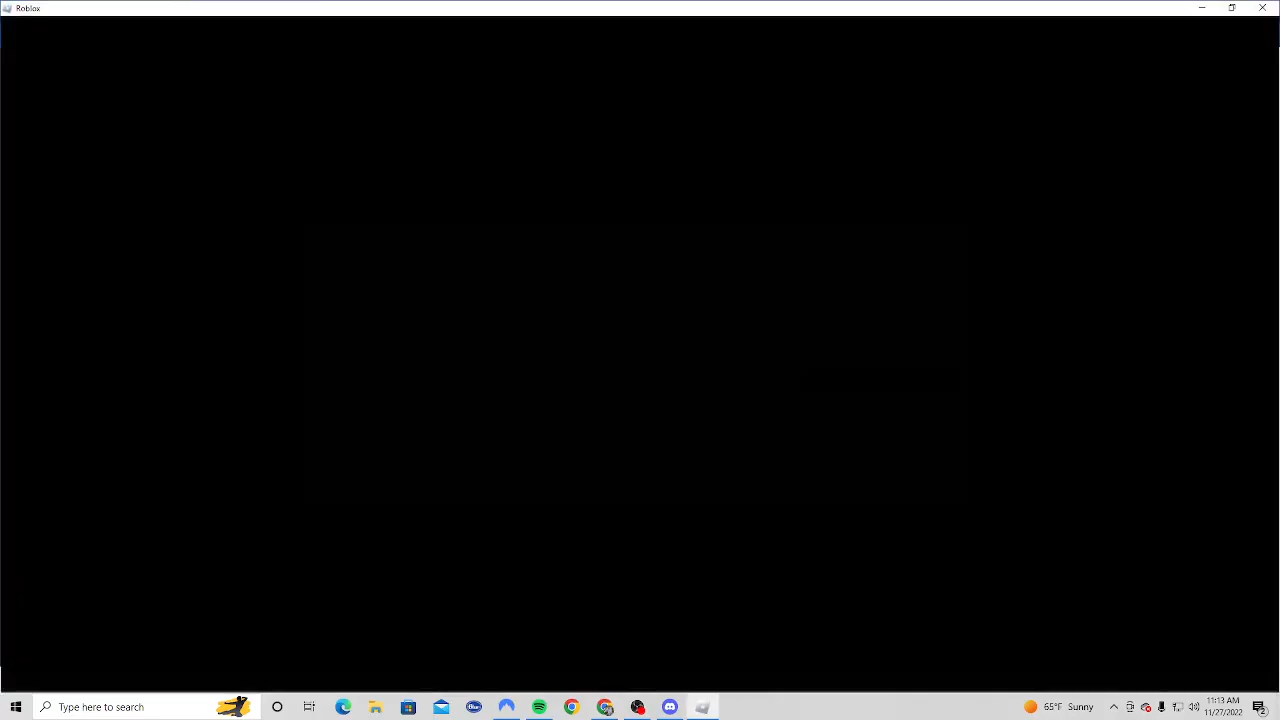 Roblox
Type here to search
65°F Sunny
11:13 AM
11/27/2022